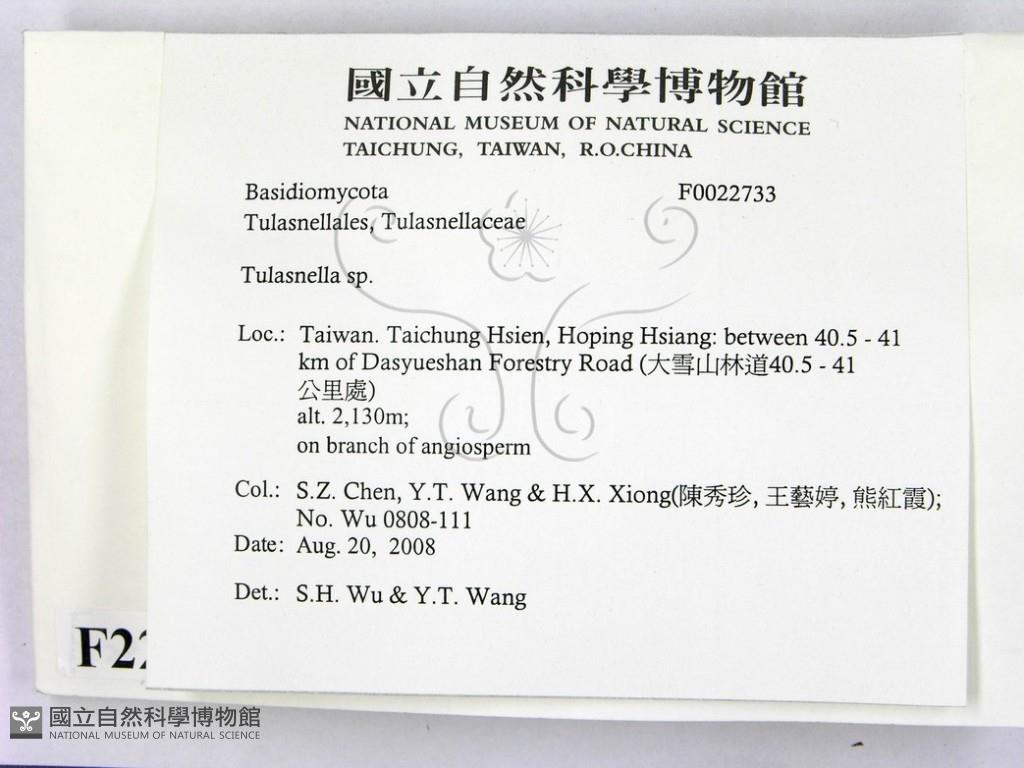 國立自然科學博物館
NATIONAL MUSEUM OF NATURAL SCIENCE
TAICHUNG, TAIWAN, R.O.CHINA
Basidiomycota F0022733
Tulasnellales, Tulasnellaceae
Tulasnella sp.
Loc.: Taiwan. Taichung Hsien, Hoping Hsiang: between 40.5 - 41
km of Dasyueshan Forestry Road (大雪山林道40.5 - 41
公里處)
alt. 2,130m;
on branch of angiosperm
Col.: S.Z. Chen, Y.T. Wang & H.X. Xiong(陳秀珍, 王藝婷, 熊紅霞);
No. Wu 0808-111
Date: Aug. 20, 2008
Det.: S.H. Wu & Y.T. Wang
國立自然科學博物館
NATIONAL MUSEUM OF NATURAL SCIENCE